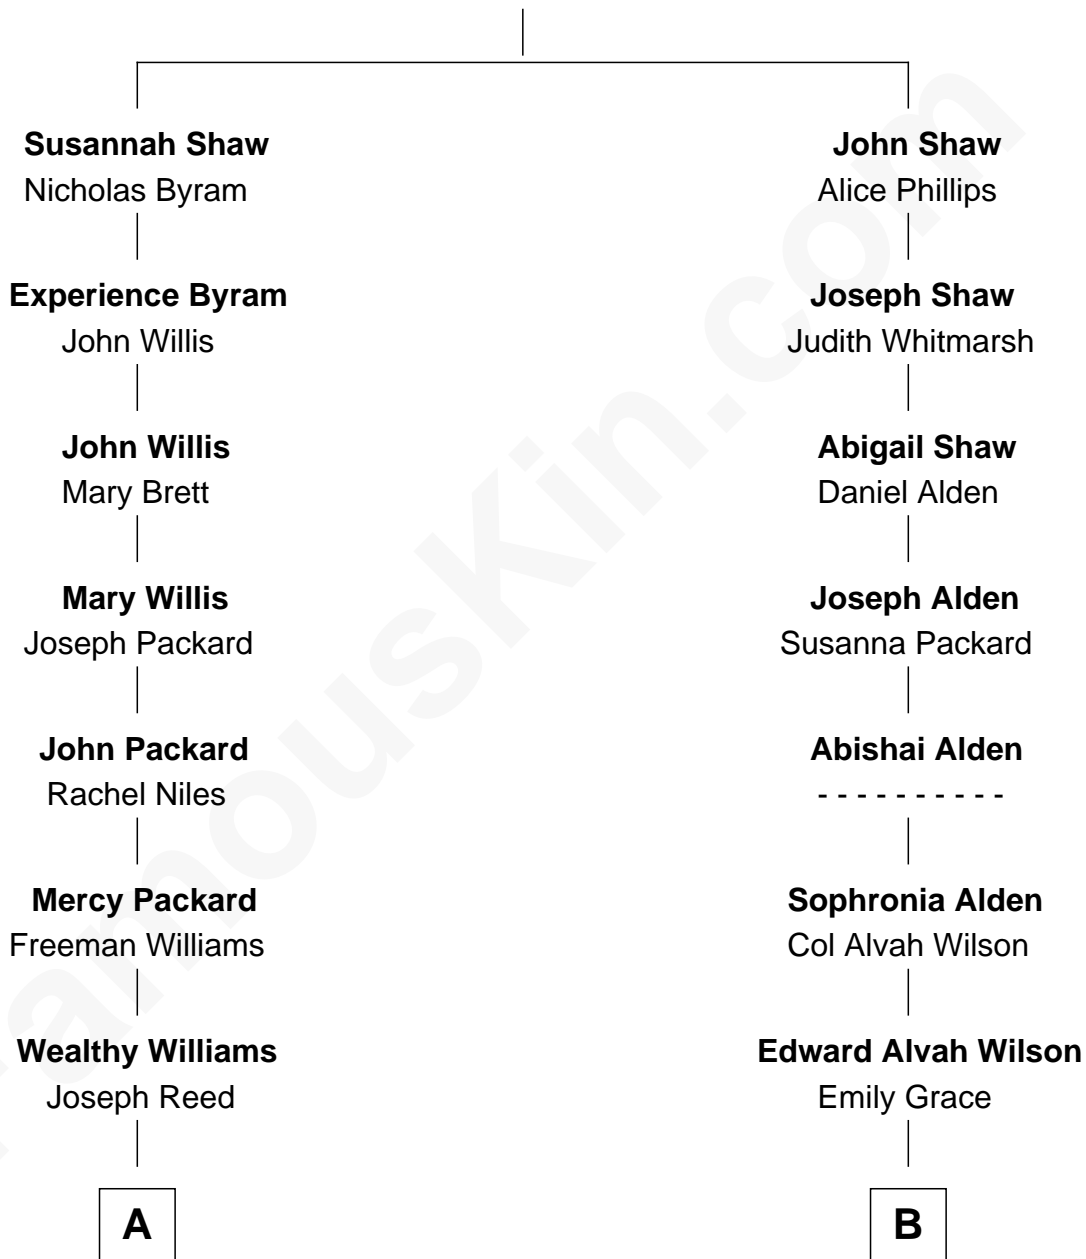 Susannah Shaw
Nicholas Byram
Experience Byram
John Willis
John Willis
Mary Brett
Mary Willis
Joseph Packard
John Packard
Rachel Niles
Mercy Packard
Freeman Williams
Wealthy Williams
Joseph Reed
A
John Shaw
Alice Phillips
Joseph Shaw
Judith Whitmarsh
Abigail Shaw
Daniel Alden
Joseph Alden
Susanna Packard
Abishai Alden
- - - - - - - - - -
Sophronia Alden
Col Alvah Wilson
Edward Alvah Wilson
Emily Grace
B
FamousKin.com